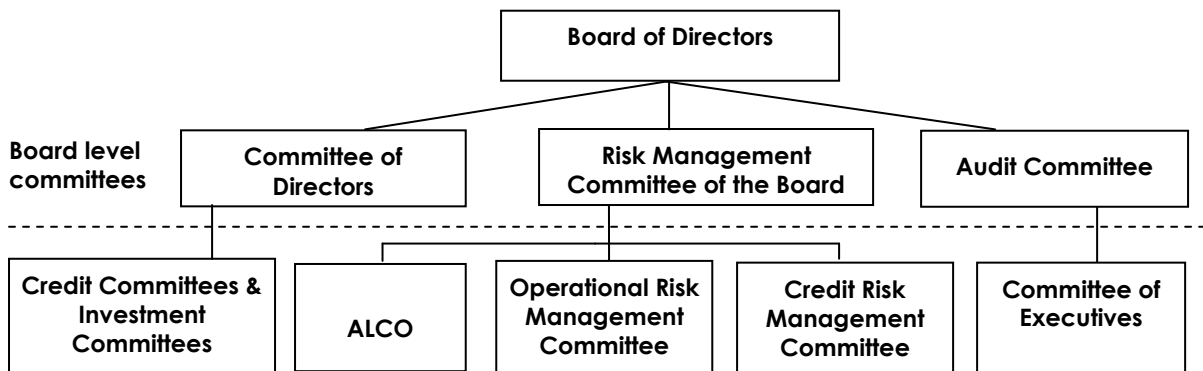 Board of Directors
Board level
committees
Committee of
Directors
Risk Management
Committee of the Board
Audit Committee
Credit Committees &
Investment
Committees
ALCO
Operational Risk
Management
Committee
Credit Risk
Management
Committee
Committee of
Executives